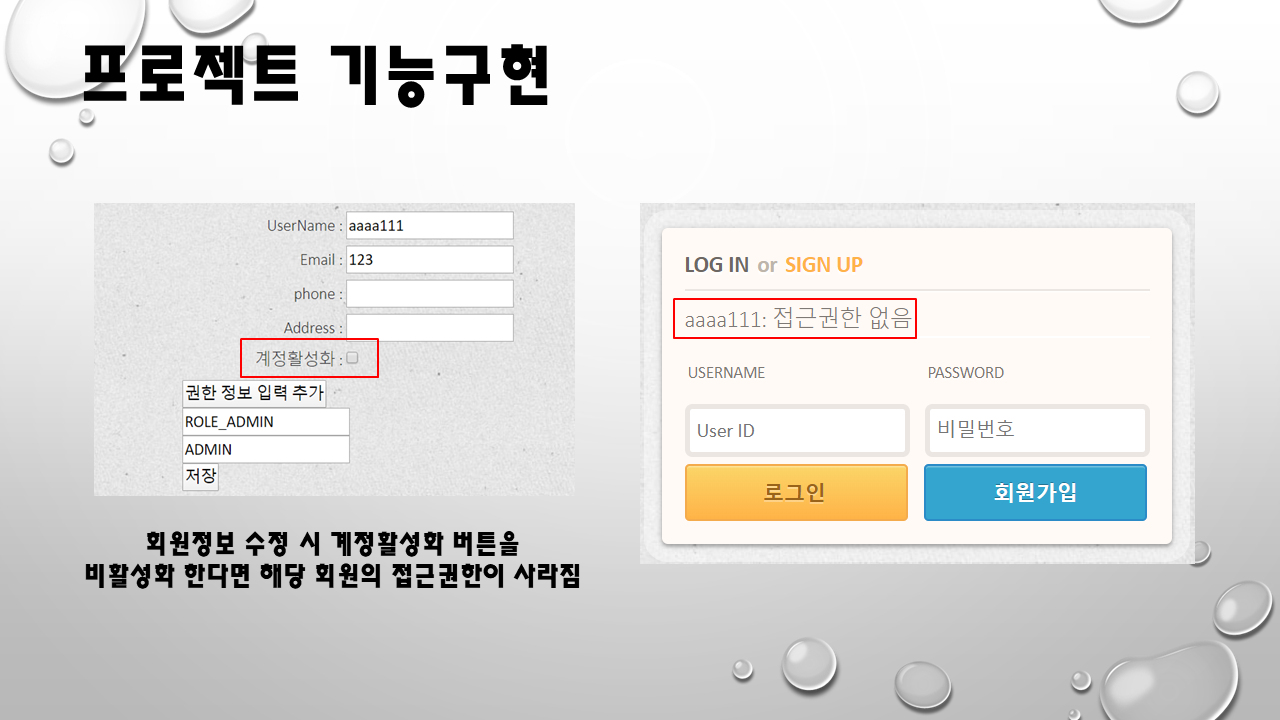 프로젝트 기능구현
UserName : aaaa111
Email : 123
phone :
Address :
계정활성화 :
권한 정보 입력 추가
ROLE_ADMIN
ADMIN
저장
회원정보 수정 시 계정활성화 버튼을
비활성화 한다면 해당 회원의 접근권한이 사라짐
LOG IN or SIGN UP
aaaa111: 접근권한 없음
USERNAME PASSWORD
User ID 비밀번호
로그인 회원가입